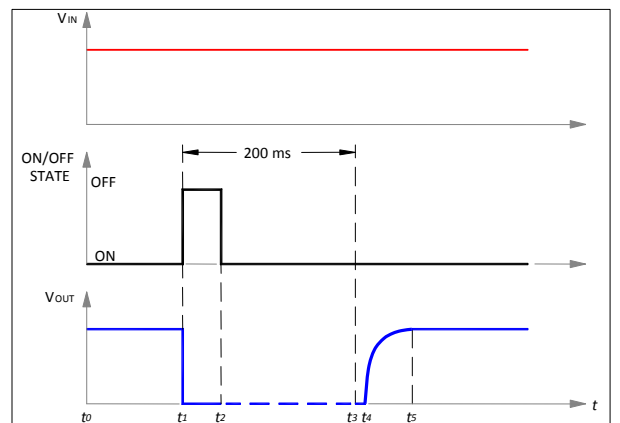 VIN
200 ms
ON/OFF
STATE
OFF
ON
VOUT
t
t0 t1 t2 t3 t4 t5